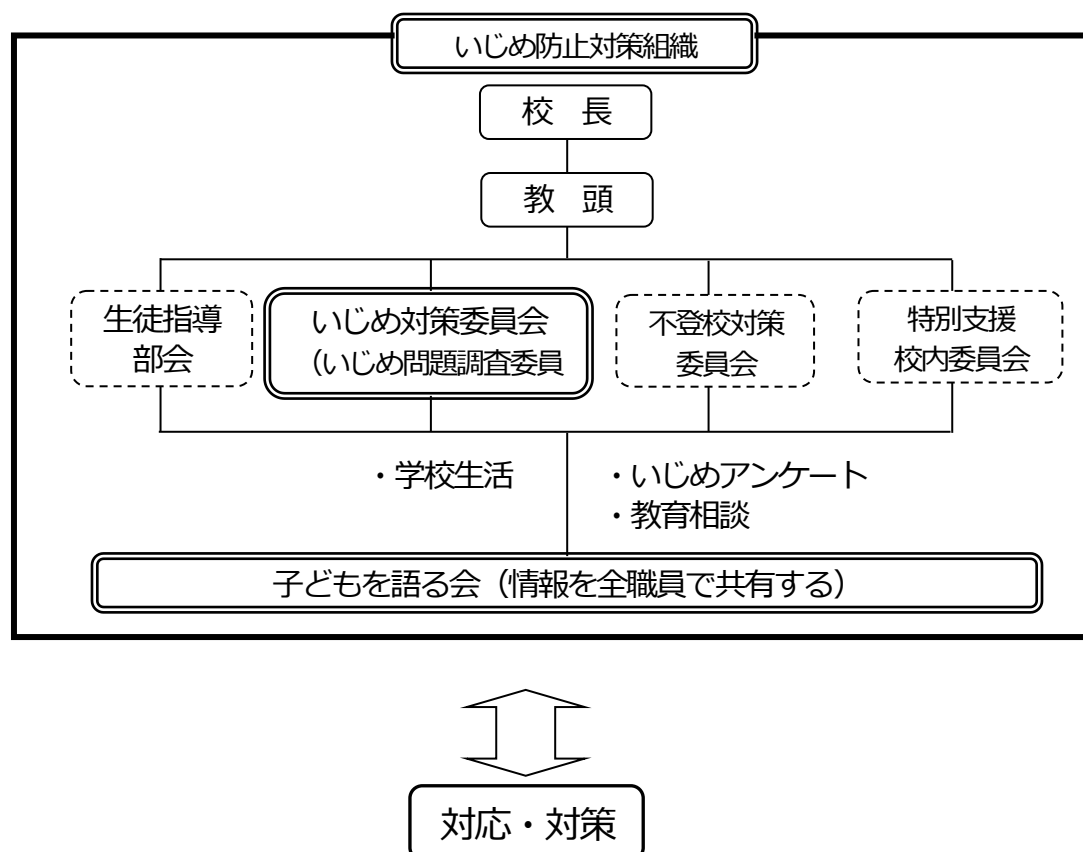 いじめ防止対策組織
校 長
教 頭
生徒指導
部会
いじめ対策委員会
（いじめ問題調査委員
不登校対策
委員会
特別支援
校内委員会
・学校生活
・いじめアンケート
・教育相談
子どもを語る会（情報を全職員で共有する）
対応・対策